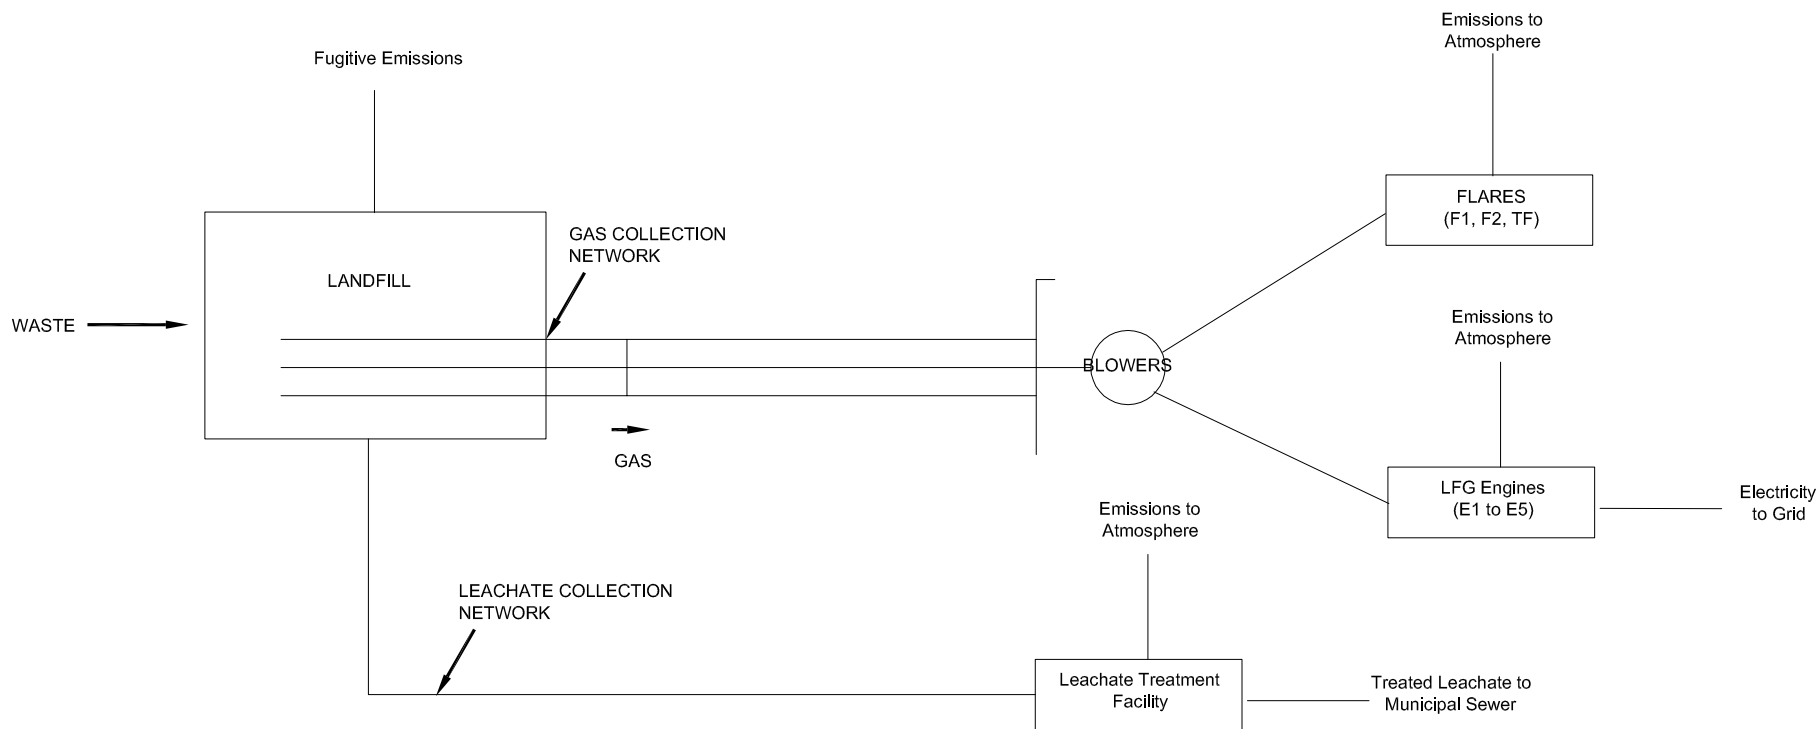 Emissions to
Atmosphere
Fugitive Emissions
FLARES
(F1, F2, TF)
GAS COLLECTION
NETWORK
LANDFILL
WASTE
Emissions to
Atmosphere
BLOWERS
GAS
LFG Engines
(E1 to E5)
Electricity
to Grid
Emissions to
Atmosphere
LEACHATE COLLECTION
NETWORK
Leachate Treatment
Facility
Treated Leachate to
Municipal Sewer